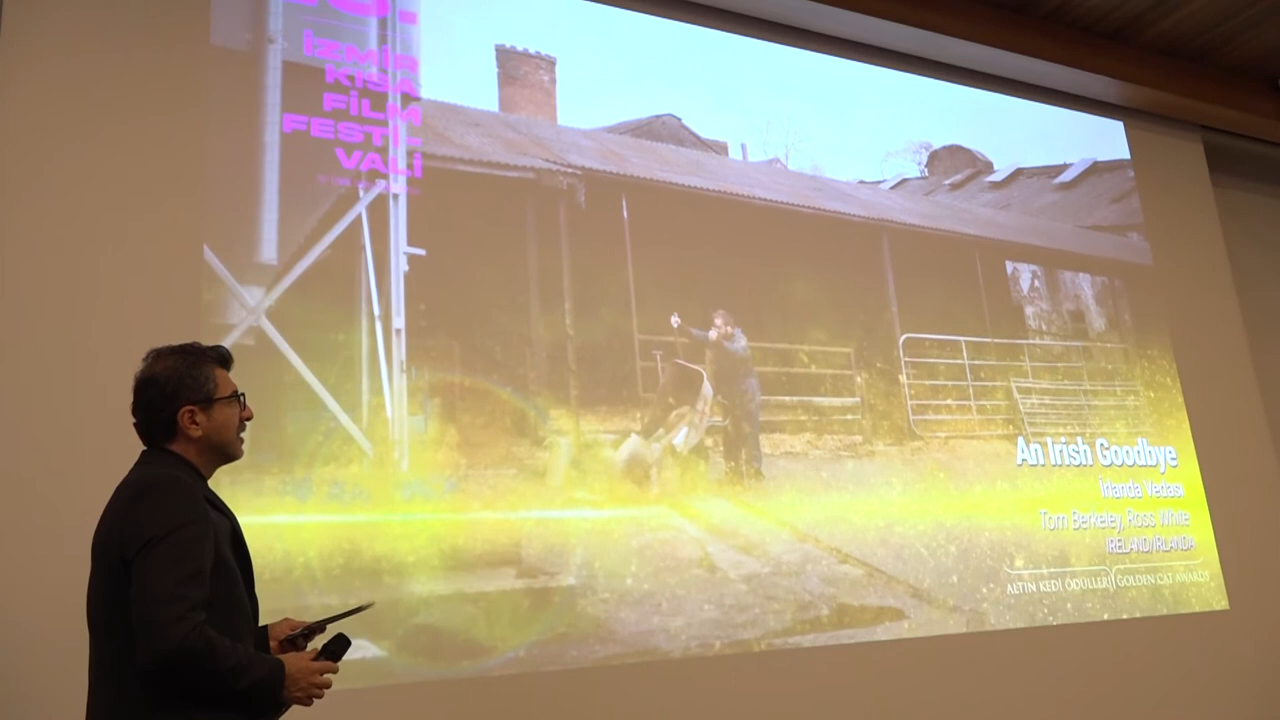 İZMİR
KISA
FİLM
FESTİ-
VALİ
An Irish Goodbye
İrlanda Vedası
Tom Berkeley, Ross White
IRELAND/İRLANDA
ALTIN KEDİ ÖDÜLLERİ GOLDEN CAT AWARDS